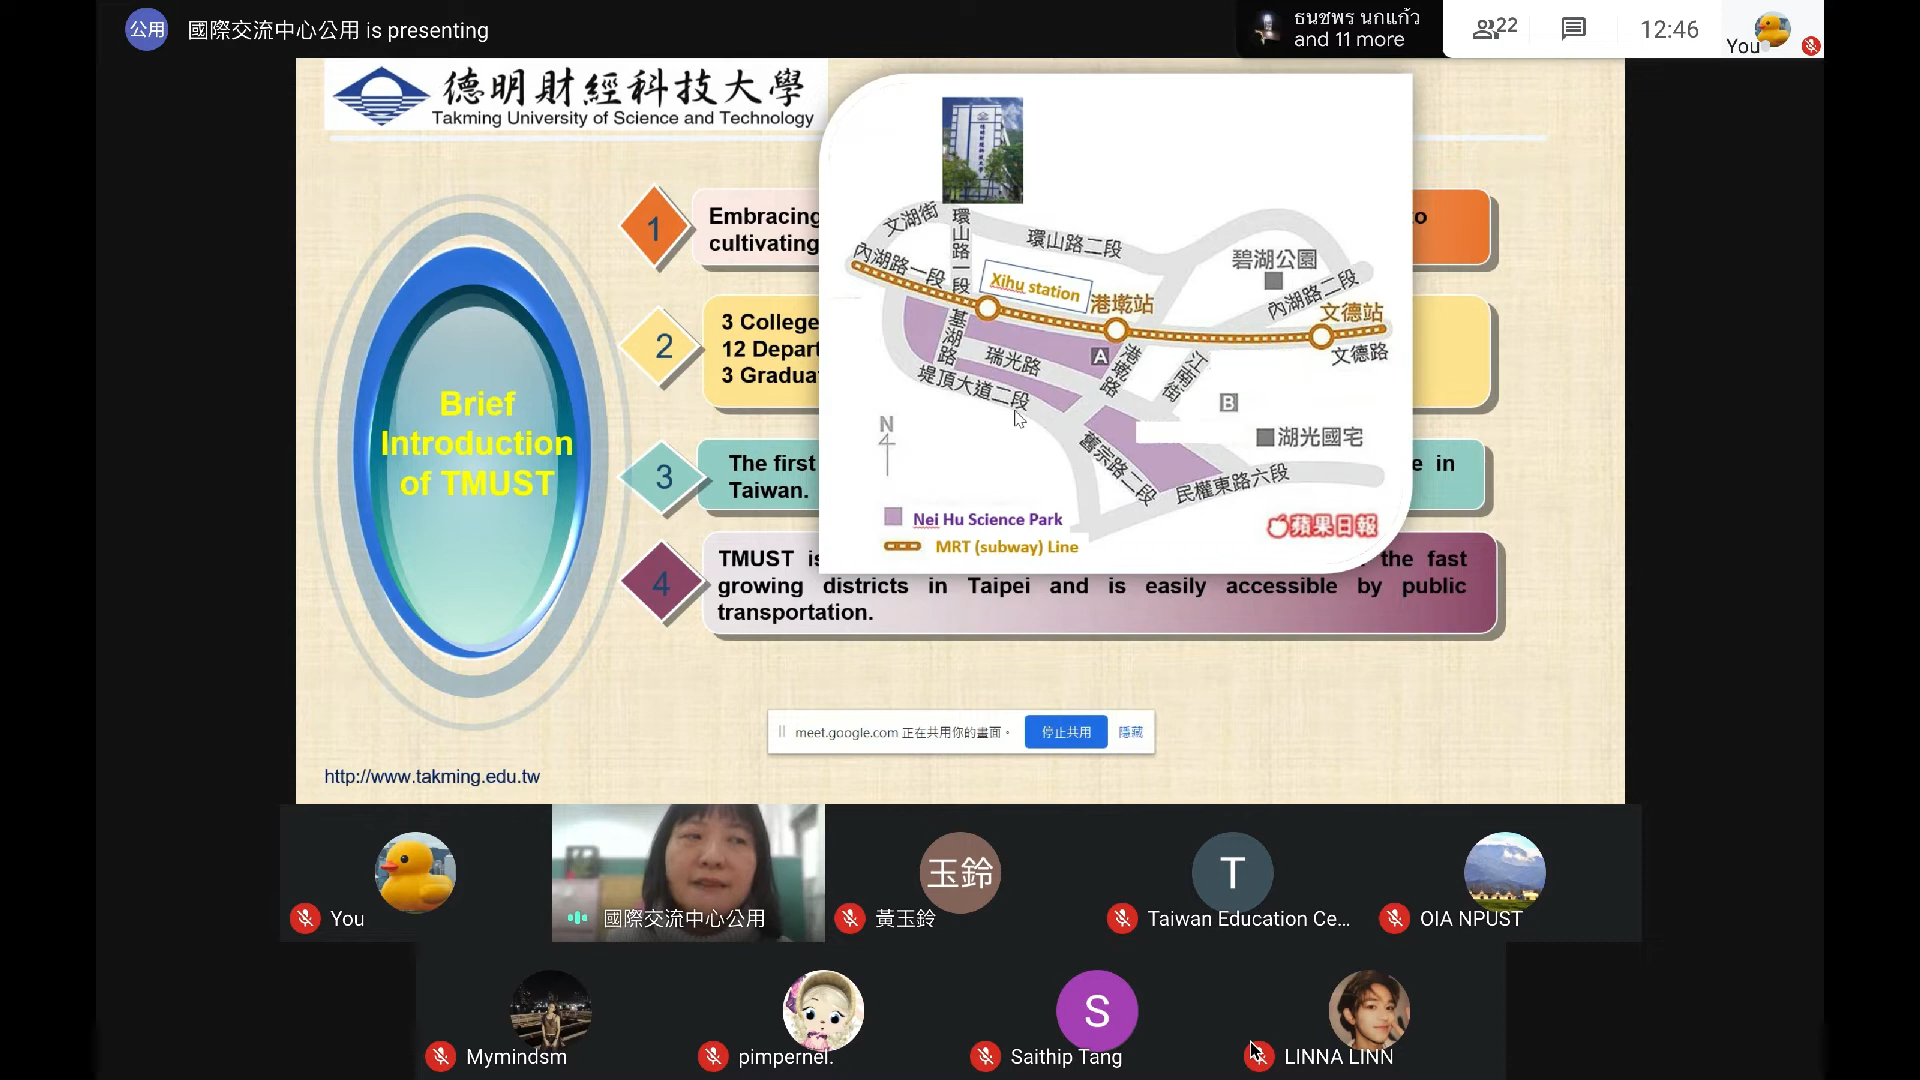 公用
國際交流中心公用 is presenting
ธนชพร นกแก้ว
and 11 more
22
12:46
You
德明財經科技大學
Takming University of Science and Technology
Brief
Introduction
of TMUST
1
Embracing
cultivating
2
3 College
12 Depart
3 Gradua
3
The first
e in
Taiwan.
4
TMUST is
the fast
growing districts in Taipei and is easily accessible by public
transportation.
文湖街
環山路一段
環山路二段
內湖路一段
Xihu station
港墘站
碧湖公園
內湖路二段
文德站
文德路
基湖路
瑞光路
A
港墘路
江南街
堤頂大道二段
B
湖光國宅
N
舊宗路二段
民權東路六段
Nei Hu Science Park
MRT (subway) Line
蘋果日報
meet.google.com 正在共用你的畫面。
停止共用
隱藏
http://www.takming.edu.tw
You
國際交流中心公用
玉鈴
黃玉鈴
T
Taiwan Education Ce...
OIA NPUST
Mymindsm
pimpernel.
S
Saithip Tang
LINNA LINN